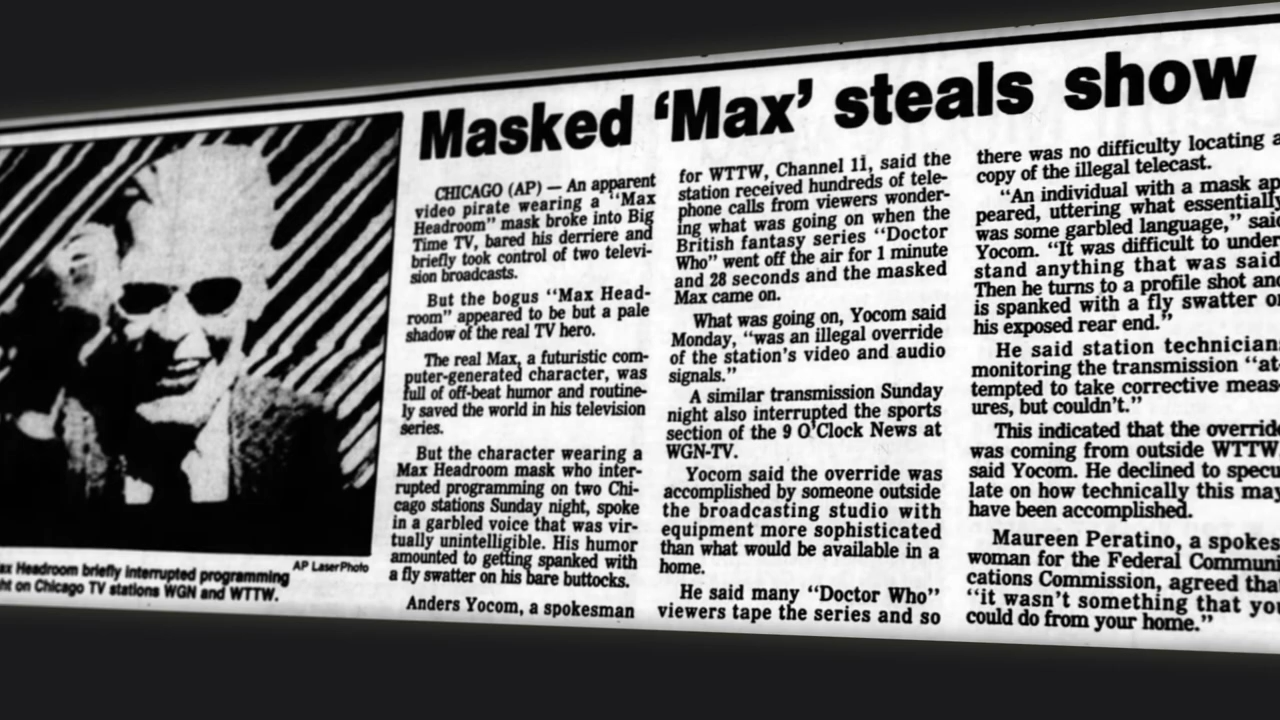 Masked ‘Max’ steals show
AP LaserPhoto
ax Headroom briefly interrupted programming
ht on Chicago TV stations WGN and WTTW.
CHICAGO (AP) — An apparent
video pirate wearing a “Max
Headroom” mask broke into Big
Time TV, bared his derriere and
briefly took control of two televi-
sion broadcasts.
But the bogus “Max Head-
room” appeared to be but a pale
shadow of the real TV hero.
The real Max, a futuristic com-
puter-generated character, was
full of off-beat humor and routine-
ly saved the world in his television
series.
But the character wearing a
Max Headroom mask who inter-
rupted programming on two Chi-
cago stations Sunday night, spoke
in a garbled voice that was vir-
tually unintelligible. His humor
amounted to getting spanked with
a fly swatter on his bare buttocks.
Anders Yocom, a spokesman
for WTTW, Channel 11, said the
station received hundreds of tele-
phone calls from viewers wonder-
ing what was going on when the
British fantasy series “Doctor
Who” went off the air for 1 minute
and 28 seconds and the masked
Max came on.
What was going on, Yocom said
Monday, “was an illegal override
of the station’s video and audio
signals.”
A similar transmission Sunday
night also interrupted the sports
section of the 9 O’Clock News at
WGN-TV.
Yocom said the override was
accomplished by someone outside
the broadcasting studio with
equipment more sophisticated
than what would be available in a
home.
He said many “Doctor Who”
viewers tape the series and so
there was no difficulty locating a
copy of the illegal telecast.
“An individual with a mask ap
peared, uttering what essentially
was some garbled language,” said
Yocom. “It was difficult to under
stand anything that was said
Then he turns to a profile shot and
is spanked with a fly swatter on
his exposed rear end.”
He said station technicians
monitoring the transmission “at-
tempted to take corrective meas-
ures, but couldn’t.”
This indicated that the override
was coming from outside WTTW,
said Yocom. He declined to specu
late on how technically this may
have been accomplished.
Maureen Peratino, a spokes
woman for the Federal Communi
cations Commission, agreed that
“it wasn’t something that you
could do from your home.”